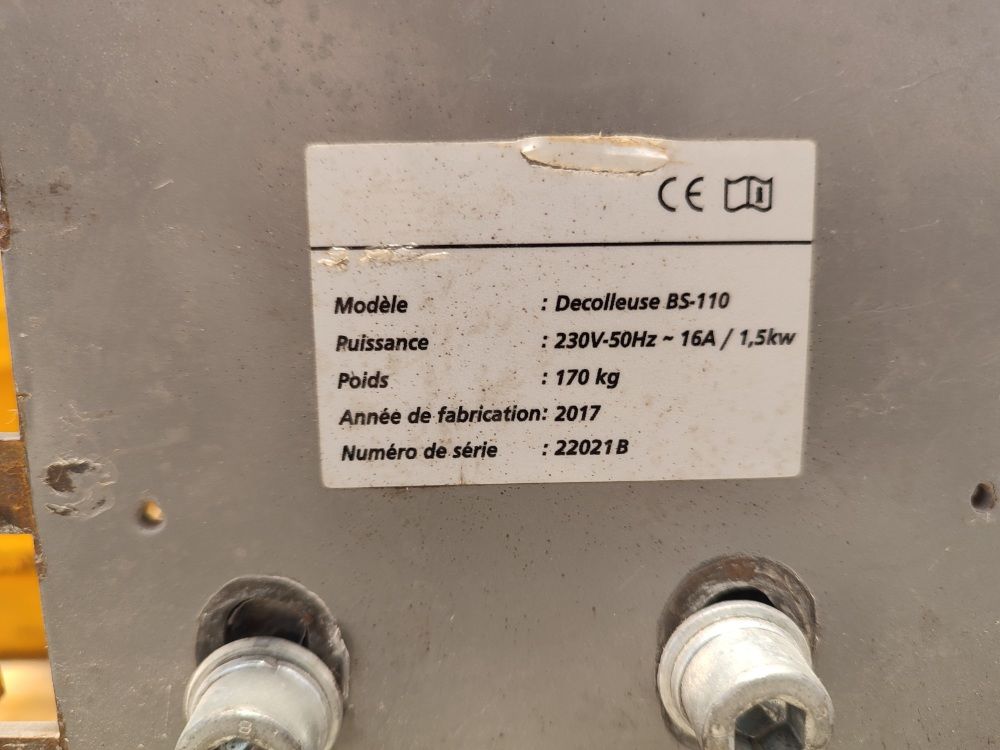 CE
Modèle : Decolleuse BS-110
Puissance : 230V-50Hz ~ 16A / 1,5kw
Poids : 170 kg
Année de fabrication: 2017
Numéro de série : 22021B
8